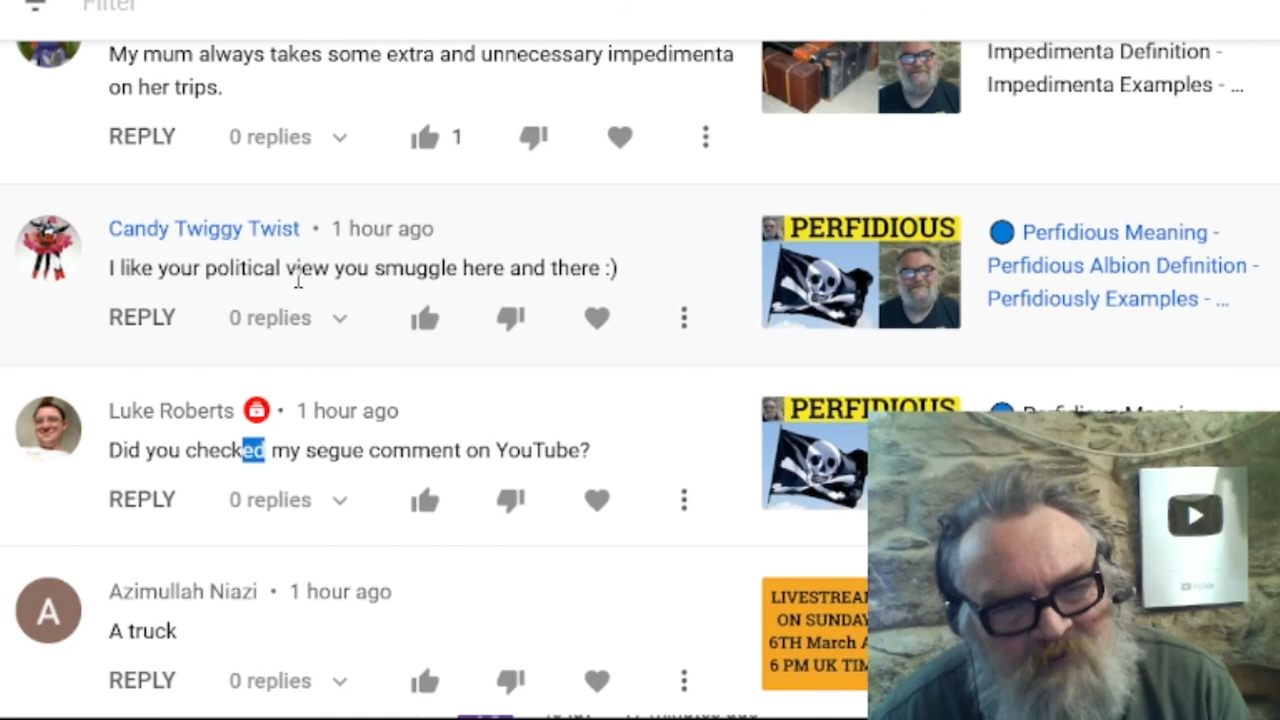 Filter
My mum always takes some extra and unnecessary impedimenta
on her trips.
Impedimenta Definition -
Impedimenta Examples - ...
REPLY 0 replies 1
Candy Twiggy Twist • 1 hour ago
I like your political view you smuggle here and there :)
REPLY 0 replies
PERFIDIOUS
Perfidious Meaning -
Perfidious Albion Definition -
Perfidiously Examples - ...
Luke Roberts • 1 hour ago
Did you checked my segue comment on YouTube?
REPLY 0 replies
PERFIDIOUS
Perfidious Meaning
A
Azimullah Niazi • 1 hour ago
A truck
REPLY 0 replies
LIVESTREA
ON SUNDAY
6TH March
6 PM UK TIM